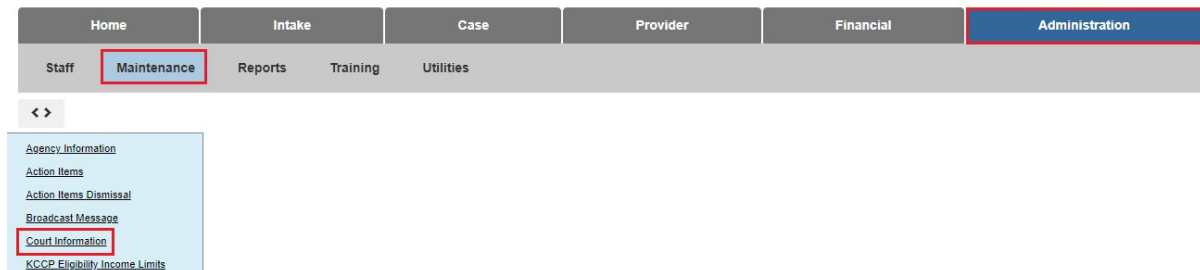 Home Intake Case Provider Financial Administration
Staff Maintenance Reports Training Utilities
< >
Agency Information
Action Items
Action Items Dismissal
Broadcast Message
Court Information
KCCP Eligibility Income Limits